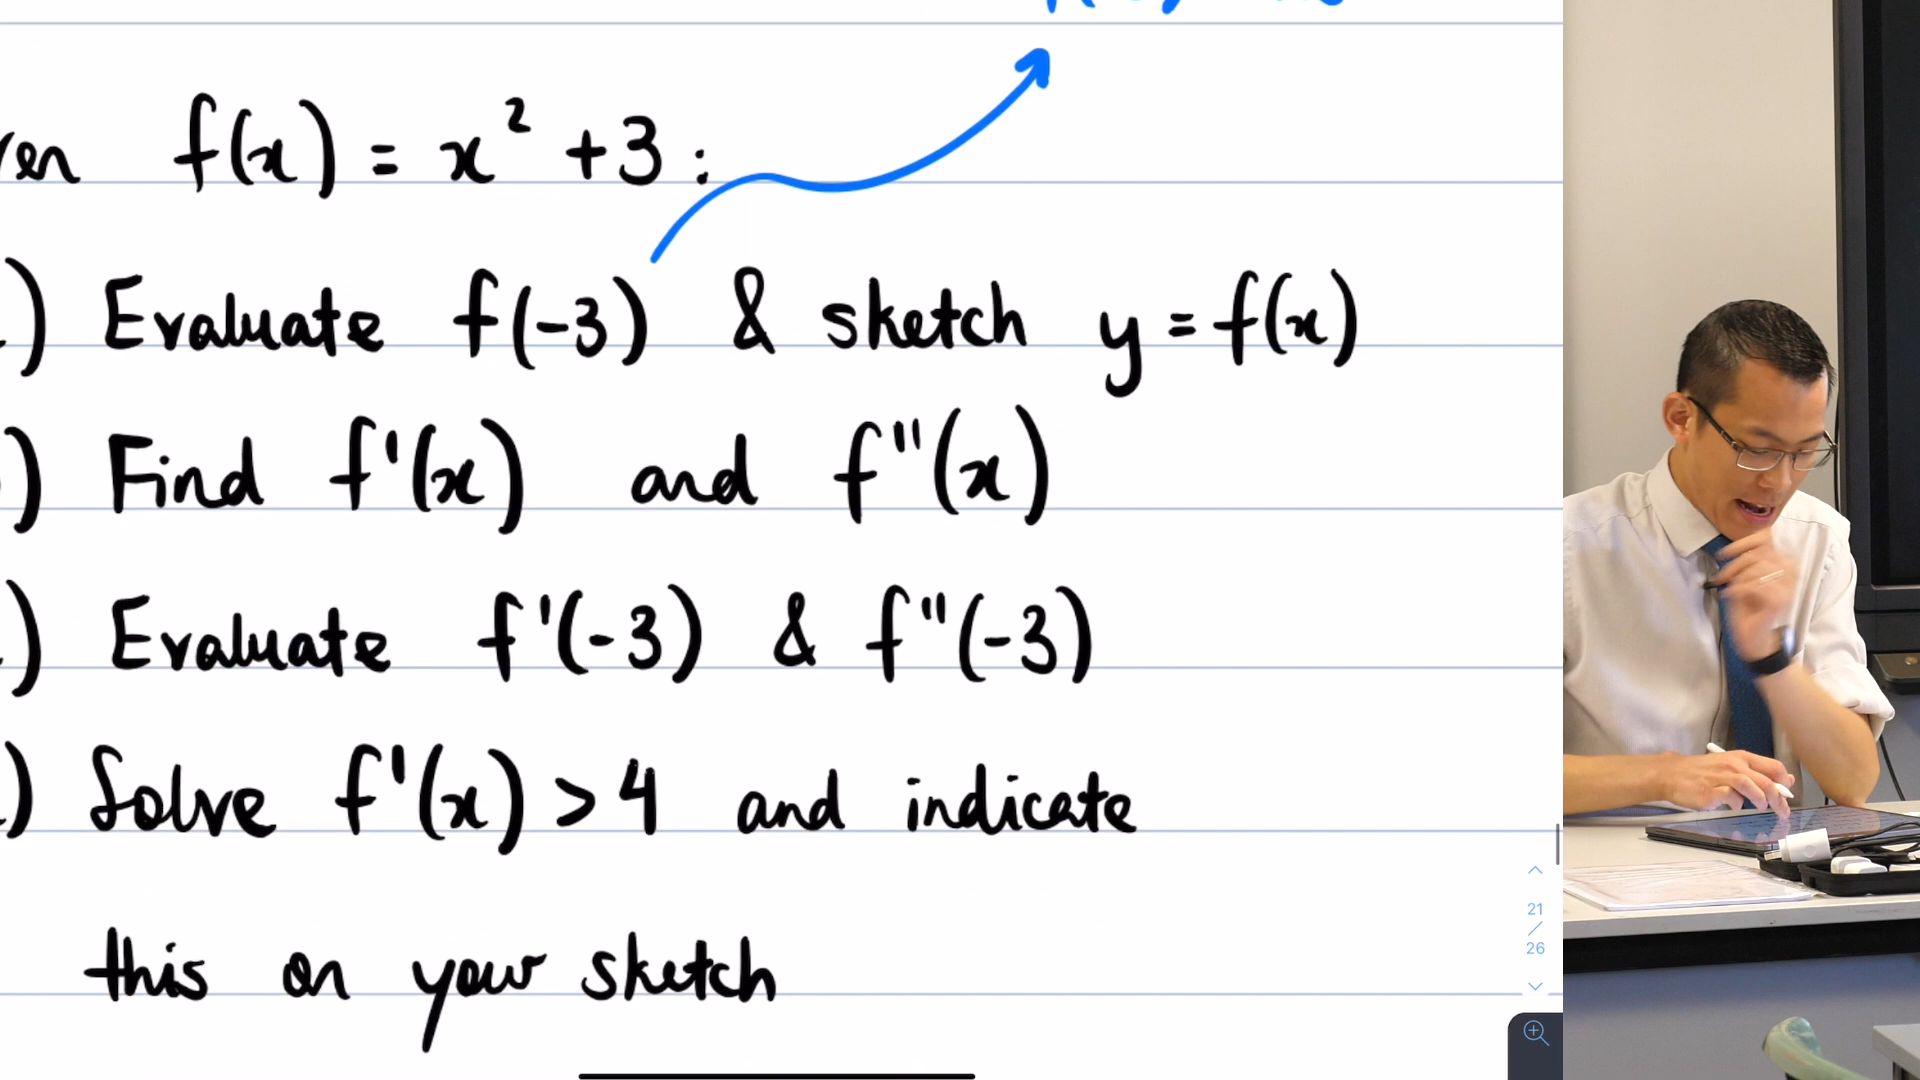 f(x) = x² + 3 :
) Evaluate f(-3) & sketch y = f(x)
) Find f'(x) and f''(x)
) Evaluate f'(-3) & f''(-3)
) Solve f'(x) > 4 and indicate
this on your sketch
21
/
26